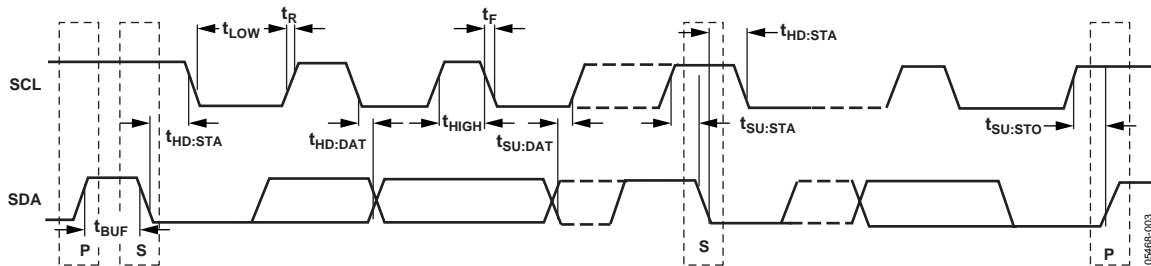 tR
tF
tLOW
tHD:STA
SCL
tHD:STA
tHD:DAT
tHIGH
tSU:DAT
tSU:STA
tSU:STO
SDA
tBUF
P
S
S
P
05468-003